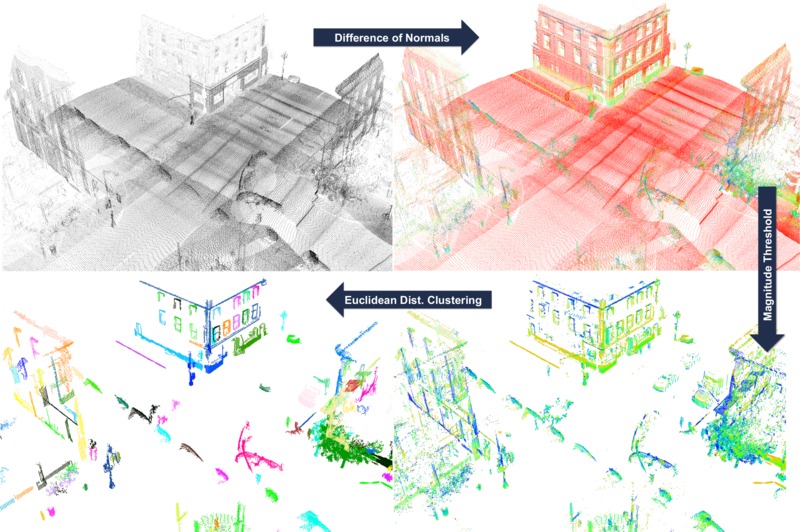 Difference of Normals
Magnitude Threshold
Euclidean Dist. Clustering